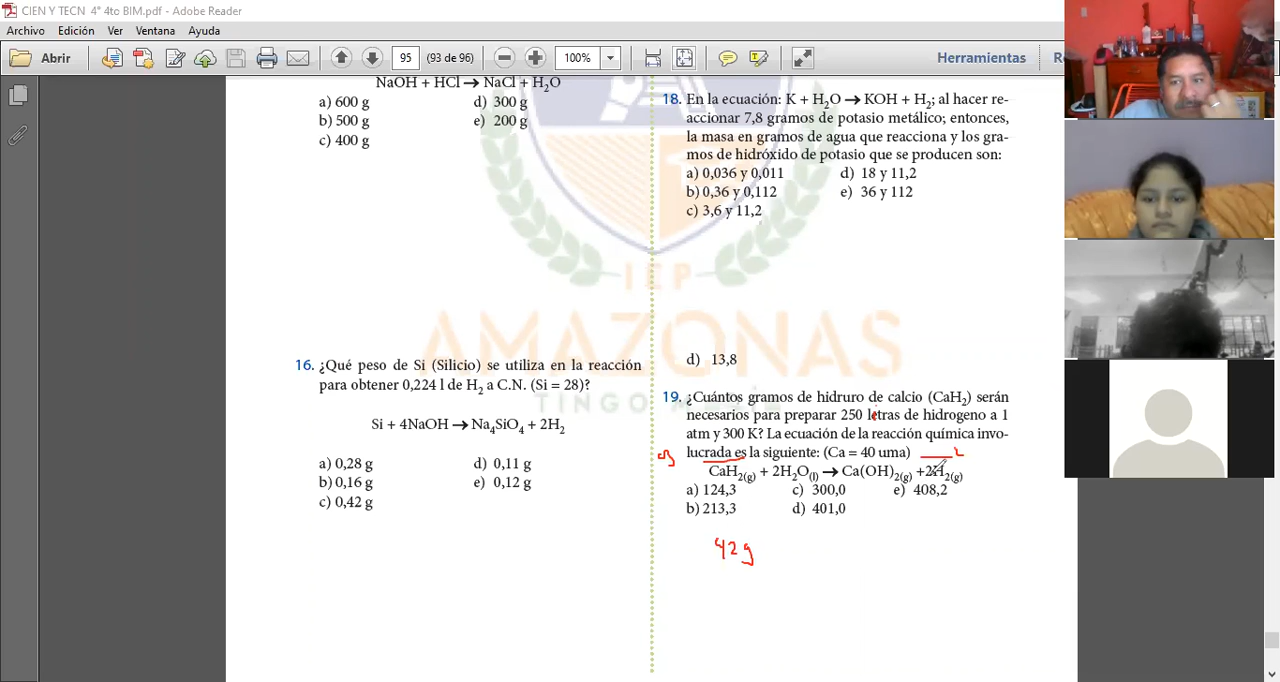 CIEN Y TECN 4° 4to BIM.pdf - Adobe Reader
Archivo Edición Ver Ventana Ayuda
Abrir 95 (93 de 96) 100% Herramientas
NaOH + HCl → NaCl + H₂O
a) 600 g d) 300 g
b) 500 g e) 200 g
c) 400 g
16. ¿Qué peso de Si (Silicio) se utiliza en la reacción
para obtener 0,224 l de H₂ a C.N. (Si = 28)?
Si + 4NaOH → Na₄SiO₄ + 2H₂
a) 0,28 g d) 0,11 g
b) 0,16 g e) 0,12 g
c) 0,42 g
18. En la ecuación: K + H₂O → KOH + H₂; al hacer re-
accionar 7,8 gramos de potasio metálico; entonces,
la masa en gramos de agua que reacciona y los gra-
mos de hidróxido de potasio que se producen son:
a) 0,036 y 0,011 d) 18 y 11,2
b) 0,36 y 0,112 e) 36 y 112
c) 3,6 y 11,2
d) 13,8
19. ¿Cuántos gramos de hidruro de calcio (CaH₂) serán
necesarios para preparar 250 letras de hidrogeno a 1
atm y 300 K? La ecuación de la reacción química invo-
lucrada es la siguiente: (Ca = 40 uma)
CaH₂(g) + 2H₂O(l) → Ca(OH)₂(g) + 2H₂(g)
a) 124,3 c) 300,0 e) 408,2
b) 213,3 d) 401,0
42g
IEP
AMAZONAS
TINGO